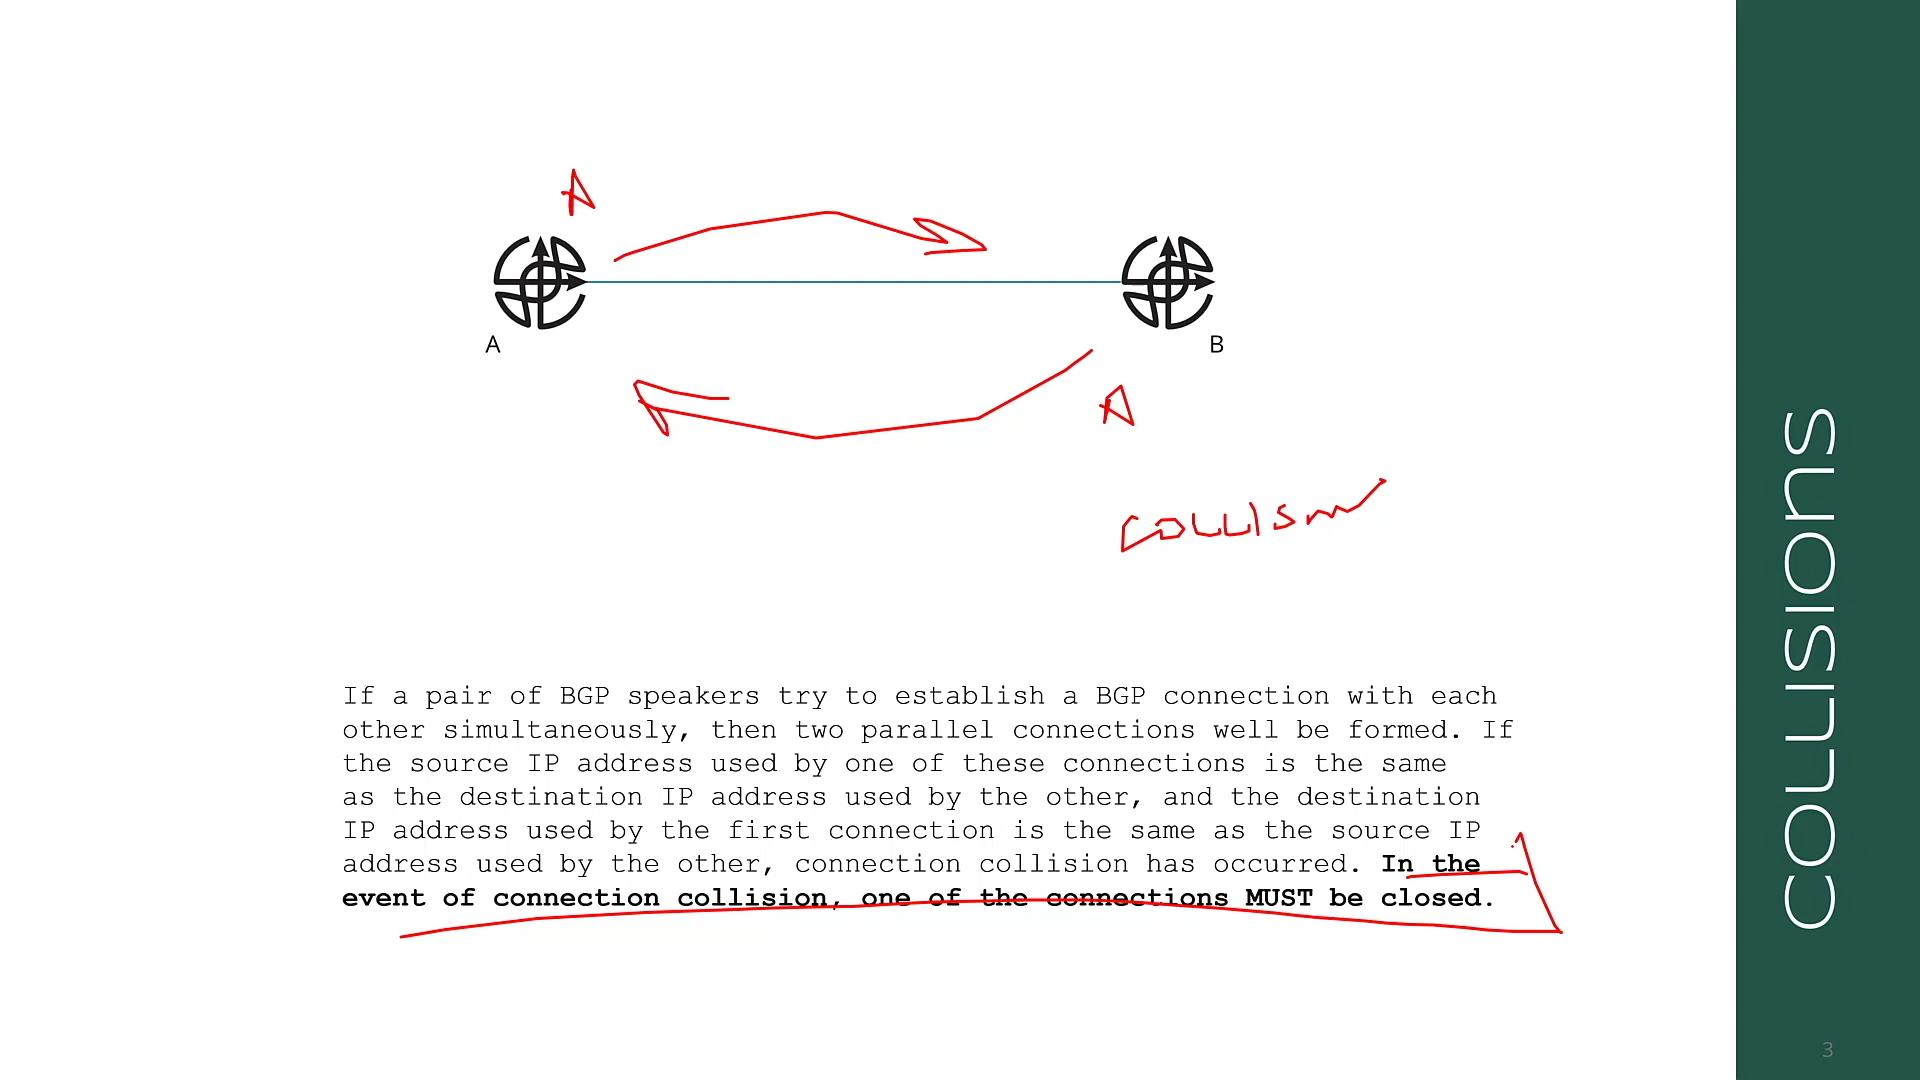 A
A
B
A
COLLISM
If a pair of BGP speakers try to establish a BGP connection with each
other simultaneously, then two parallel connections well be formed. If
the source IP address used by one of these connections is the same
as the destination IP address used by the other, and the destination
IP address used by the first connection is the same as the source IP
address used by the other, connection collision has occurred. In the
event of connection collision, one of the connections MUST be closed.
COLLISIONS
3